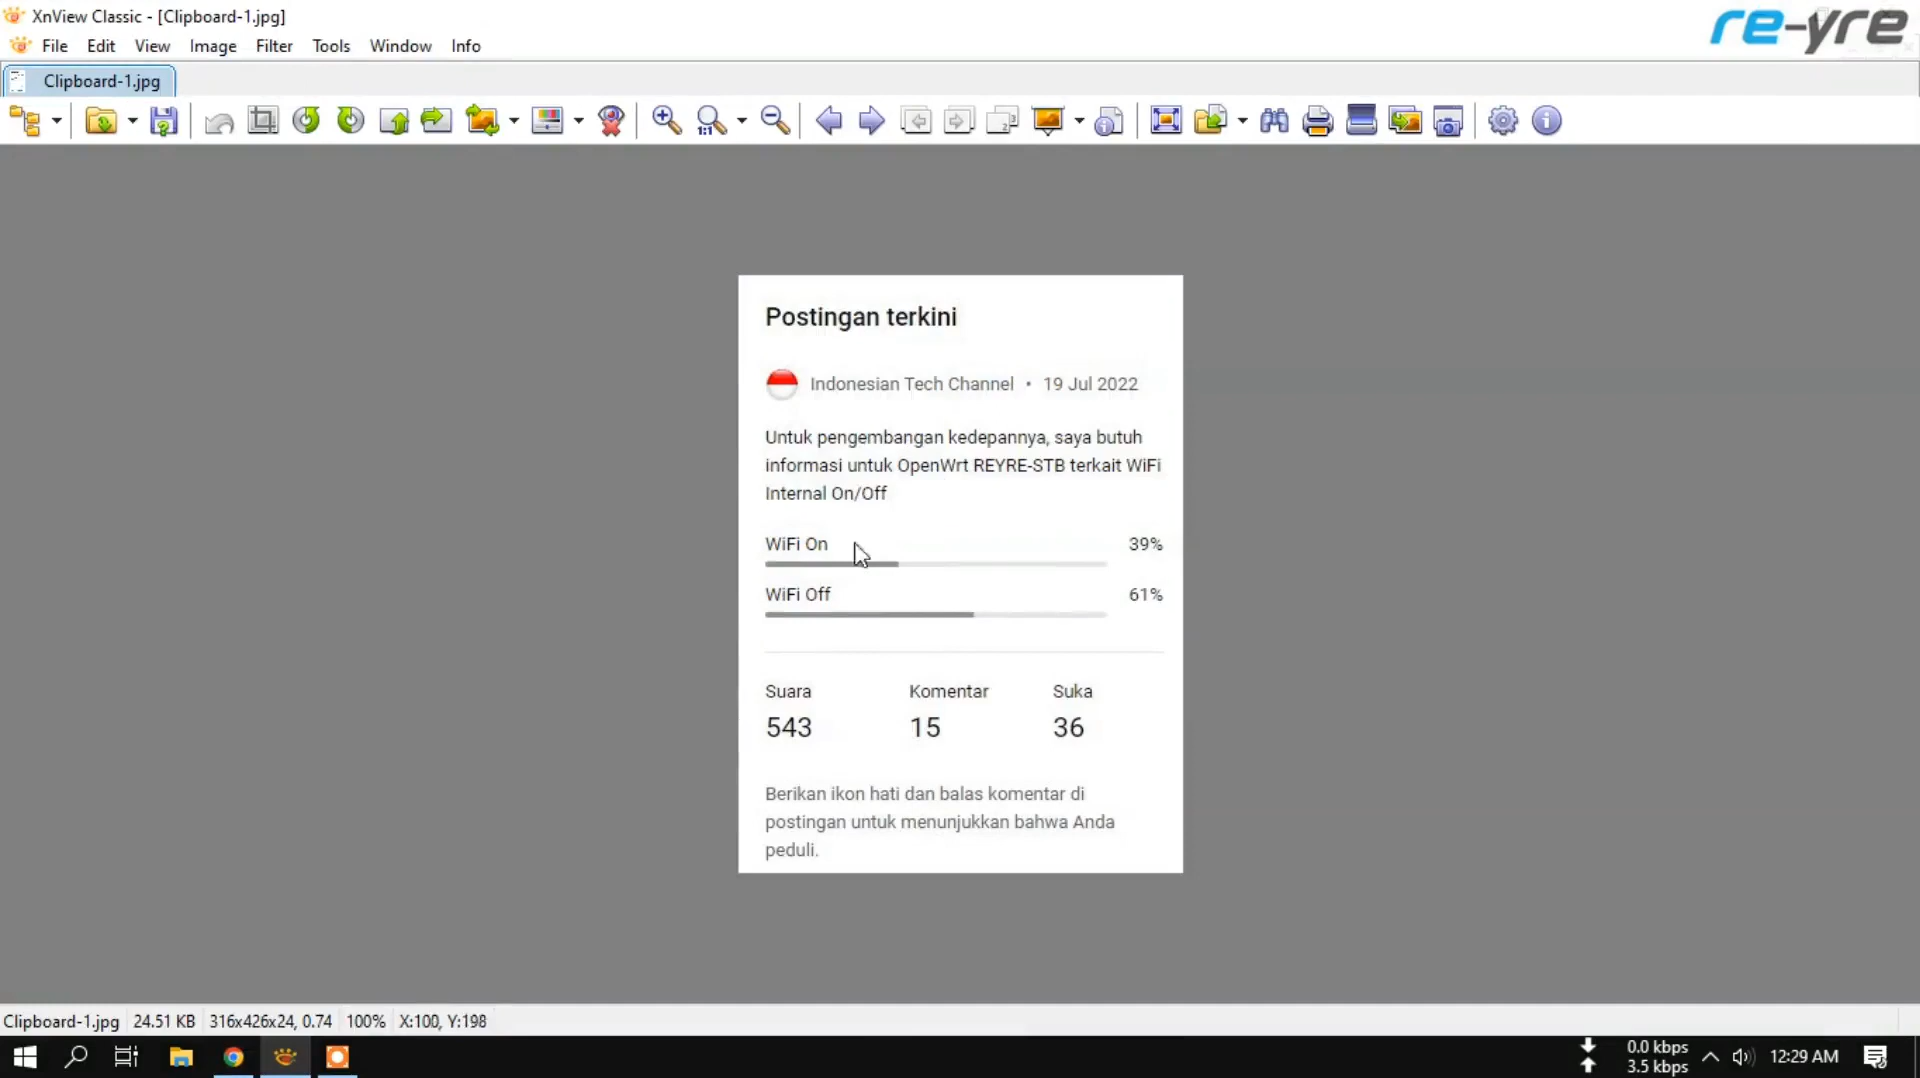 XnView Classic - [Clipboard-1.jpg]
re-yre
File Edit View Image Filter Tools Window Info
Clipboard-1.jpg
1:1
Postingan terkini
Indonesian Tech Channel • 19 Jul 2022
Untuk pengembangan kedepannya, saya butuh
informasi untuk OpenWrt REYRE-STB terkait WiFi
Internal On/Off
WiFi On 39%
WiFi Off 61%
Suara Komentar Suka
543 15 36
Berikan ikon hati dan balas komentar di
postingan untuk menunjukkan bahwa Anda
peduli.
Clipboard-1.jpg 24.51 KB 316x426x24, 0.74 100% X:100, Y:198
0.0 kbps
3.5 kbps
12:29 AM